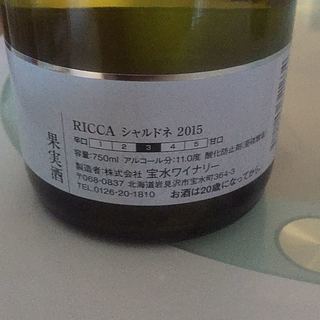 果実酒
RICCA シャルドネ 2015
辛口 1 2 3 4 5 甘口
容量:750ml アルコール分:11.0度 酸化防止剤(亜硫酸塩)
製造者:株式会社 宝水ワイナリー
〒068-0837 北海道岩見沢市宝水町364-3
TEL.0126-20-1810 お酒は20歳になってから。